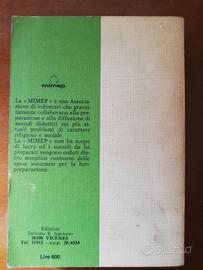 mimep
La « MIMEP » e una Associa-
zione di volontari che gratui-
tamente collaborano alla pre-
parazione e alla diffusione di
sussidi didattici sui più at-
tuali problemi di carattere
religioso e sociale.
La « MIMEP » non ha scopo
di lucro ed i sussidi da lei
preparati vengono ceduti die-
tro semplice rimborso delle
spese sostenute per la loro
preparazione.
Edizioni
Istituto S. Gaetano
36100 VICENZA
Lire 600
subito